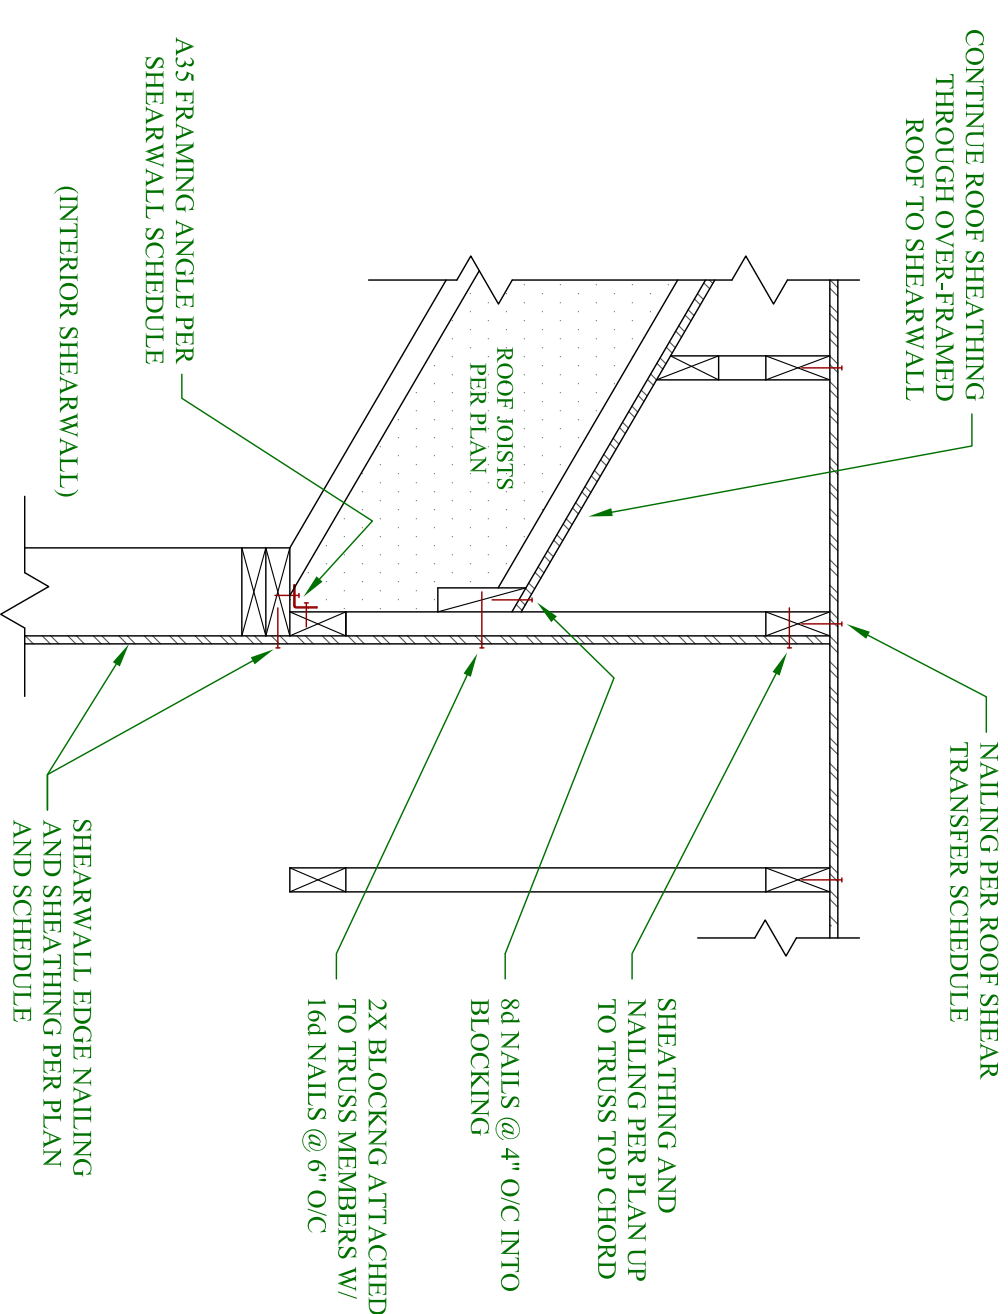 CONTINUE ROOF SHEATHING
THROUGH OVER-FRAMED
ROOF TO SHEARWALL
NAILING PER ROOF SHEAR
TRANSFER SCHEDULE
ROOF JOISTS
PER PLAN
SHEATHING AND
NAILING PER PLAN UP
TO TRUSS TOP CHORD
8d NAILS @ 4" O/C INTO
BLOCKING
2X BLOCKNG ATTACHED
TO TRUSS MEMBERS W/
16d NAILS @ 6" O/C
A35 FRAMING ANGLE PER
SHEARWALL SCHEDULE
(INTERIOR SHEARWALL)
SHEARWALL EDGE NAILING
AND SHEATHING PER PLAN
AND SCHEDULE